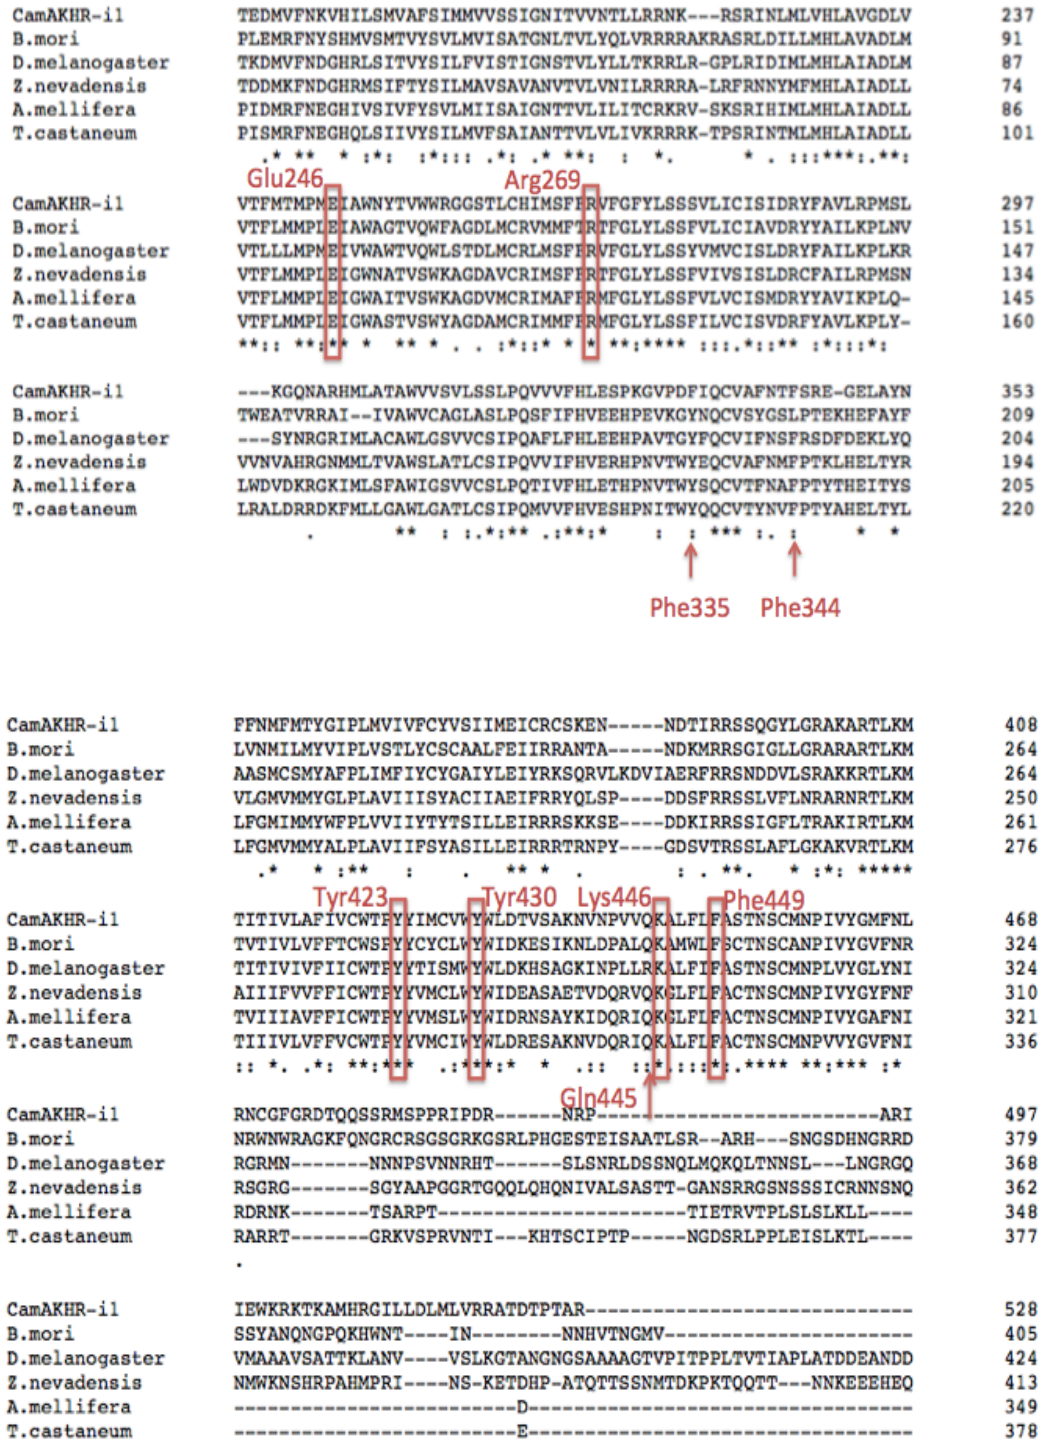 CamAKHR-i1 TEDMVFNKVHILSMVAFSIMMVVSSIGNITVVNTLLRRNK---RSRINLMLVHLAVGDLV 237
B.mori PLEMRFNYSHMVSMTVYSVLMVISATGNLTVLYQLVRRRRAKRASRLDILLMHLAVADLM 91
D.melanogaster TKDMVFNDGHRLSITVYSILFVISTIGNSTVLYLLTKRRLR-GPLRIDIMLMHLAIADLM 87
Z.nevadensis TDDMKFNDGHRMSIFTYSILMAVSAVANVTVLVNILRRRRA-LRFRNNYMFMHLAIADLL 74
A.mellifera PIDMRFNEGHIVSIVFYSVLMIISAIGNTTVLILITCRKRV-SKSRIHIMLMHLAIADLL 86
T.castaneum PISMRFNEGHQLSIIVYSILMVFSAIANTTVLVLIVKRRRK-TPSRINTMLMHLAIADLL 101
.* ** * :*: :*::: .*: .* **: : *. * . :::***:.**:
Glu246 Arg269
CamAKHR-i1 VTFMTMPMEIAWNYTVWWRGGSTLCHIMSFFRVFGFYLSSSVLICISIDRYFAVLRPMSL 297
B.mori VTFLMMPLEIAWAGTVQWFAGDLMCRVMMFTRTFGLYLSSFVLICIAVDRYFAILKPLNV 151
D.melanogaster VTLLLMPMEIVWAWTVQWLSTDLMCRLMSFFRVFGLYLSSYVMVCISLDRYFAILKPLKR 147
Z.nevadensis VTFLMMPLEIGWNATVSWKAGDAVCRIMSFFRTFGLYLSSFVIVSISLDRCFAILRPMSN 134
A.mellifera VTFLMMPLEIGWAITVSWKAGDVMCRIMAFFRMFGLYLSSFVLVCISMDRYYAVIKPLQ- 145
T.castaneum VTFLMMPLEIGWASTVSWYAGDAMCRIMMFFRMFGLYLSSFILVCISVDRFYAVLKPLY- 160
**:: **:** * ** * . . :*::* * * **:**** :::.*::** :*:::*:
CamAKHR-i1 ---KGQNARHMLATAWVVSVLSSLPQVVVFHLESPKGVPDFIQCVAFNTFSRE-GELAYN 353
B.mori TWEATVRRAI--IVAWVCAGLASLPQSFIFHVEEHPEVKGYNQCVSYGSLPTEKHEFAYF 209
D.melanogaster ---SYNRGRIMLACAWLGSVVCSIPQAFLFHLEEHPAVTGYFQCVIFNSFRSDFDEKLYQ 204
Z.nevadensis VVNVAHRGNMMLTVAWSLATLCSIPQVVIFHVERHPNVTWYEQCVAFNMFPTKLHELTYR 194
A.mellifera LWDVDKRGKIMLSFAWIGSVVCSLPQTIVFHLETHPNVTWYSQCVTFNAFPTYTHEITYS 205
T.castaneum LRALDRRDKFMLLGAWLGATLCSIPQMVVFHVESHPNITWYQQCVTYNVFPTYAHELTYL 220
. ** : :.*:** .:**:* : : *** :. : * *
Phe335 Phe344
CamAKHR-i1 FFNMFMTYGIPLMVIVFCYVSIIMEICRCSKEN-----NDTIRRSSQGYLGRAKARTLKM 408
B.mori LVNMILMYVIPLVSTLYCSCAALFEIIRRANTA-----NDKMRRSGIGLLGRARARTLKM 264
D.melanogaster AASMCSMYAFPLIMFIYCYGAIYLEIYRKSQRVLKDVIAERFRRSNDDVLSRAKKRTLKM 264
Z.nevadensis VLGMVMMYGLPLAVIIISYACIIAEIFRRYQLSP----DDSFRRSSLVFLNRARNRTLKM 250
A.mellifera LFGMIMMYWFPLVVIIYTYTSILLEIRRRSKKSE----DDKIRRSSIGFLTRAKIRTLKM 261
T.castaneum LFGMVMMYALPLAVIIFSYASILLEIRRRTRNPY----GDSVTRSSLAFLGKAKVRTLKM 276
.* * :** : ** * . : .**. * :*: *****
Tyr423 Tyr430 Lys446 Phe449
CamAKHR-i1 TITIVLAFIVCWTPYYIMCVWYWLDTVSAKNVNPVVQKALFLFASTNSCMNPIVYGMFNL 468
B.mori TVTIVLVFFTCWSPYYCYCLWYWIDKESIKNLDPALQKAMWLFSCTNSCANPIVYGVFNR 324
D.melanogaster TITIVIVFIICWTPYYTISMWYWLDKHSAGKINPLLRKALFIFASTNSCMNPLVYGLYNI 324
Z.nevadensis AIIIFVVFFICWTPYYVMCLWYWIDEASAETVDQRVQKGLFLFACTNSCMNPIVYGYFNF 310
A.mellifera TVIIIAVFFICWTPYYVMSLWYWIDRNSAYKIDQRIQKGLFLFACTNSCMNPIVYGAFNI 321
T.castaneum TIIIVLVFFVCWTPYYVMCIWYWLDRESAKNVDQRIQKALFLFACTNSCMNPVVYGVFNI 336
:: *. .*: **:*** .:***:* * .:: ::*.:::*:.**** **:*** :*
Gln445
CamAKHR-i1 RNCGFGRDTQQSSRMSPPRIPDR------NRP---------------------ARI 497
B.mori NRWNWRAGKFQNGRCRSGSGRKGSRLPHGESTEISAATLSR--ARH---SNGSDHNGRRD 379
D.melanogaster RGRMN-------NNNPSVNNRHT------SLSNRLDSSNQLMQKQLTNNSL---LNGRGQ 368
Z.nevadensis RSGRG-------SGYAAPGGRTGQQLQHQNIVALSASTT-GANSRRGSNSSSICRNNSNQ 362
A.mellifera RDRNK-------TSARPT-----------------------TIETRVTPLSLSLKLL---- 348
T.castaneum RARRT-------GRKVSPRVNTI---KHTSCIPTP-----NGDSRLPPLEISLKTL---- 377
.
CamAKHR-i1 IEWKRKTKAMHRGILLDLMLVRRATDTPTAR----------------------------- 528
B.mori SSYANQNGPQKHWNT----IN--------NNHVTNGMV---------------------- 405
D.melanogaster VMAAAVSATTKLANV----VSLKGTANGNGSAAAAGTVPITPPLTVTIAPLATDDEANDD 424
Z.nevadensis NMWKNSHRPAHMPRI----NS-KETDHP-ATQTTSSNMTDKPKTQQTT---NNKEEEHEQ 413
A.mellifera --------------------------D--------------------------------- 349
T.castaneum --------------------------E--------------------------------- 378